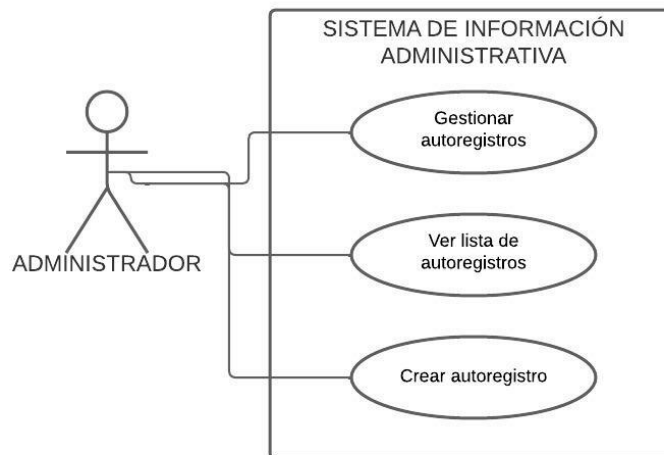 SISTEMA DE INFORMACIÓN
ADMINISTRATIVA
Gestionar
autoregistros
Ver lista de
autoregistros
ADMINISTRADOR
Crear autoregistro